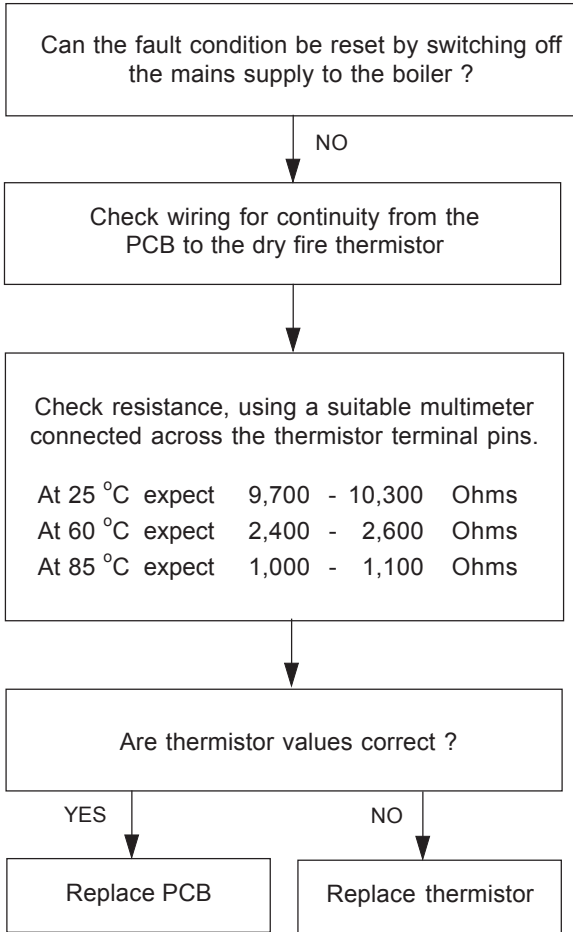 Can the fault condition be reset by switching off
the mains supply to the boiler ?
NO
Check wiring for continuity from the
PCB to the dry fire thermistor
Check resistance, using a suitable multimeter
connected across the thermistor terminal pins.
At 25 °C expect 9,700 - 10,300 Ohms
At 60 °C expect 2,400 - 2,600 Ohms
At 85 °C expect 1,000 - 1,100 Ohms
Are thermistor values correct ?
YES NO
Replace PCB Replace thermistor